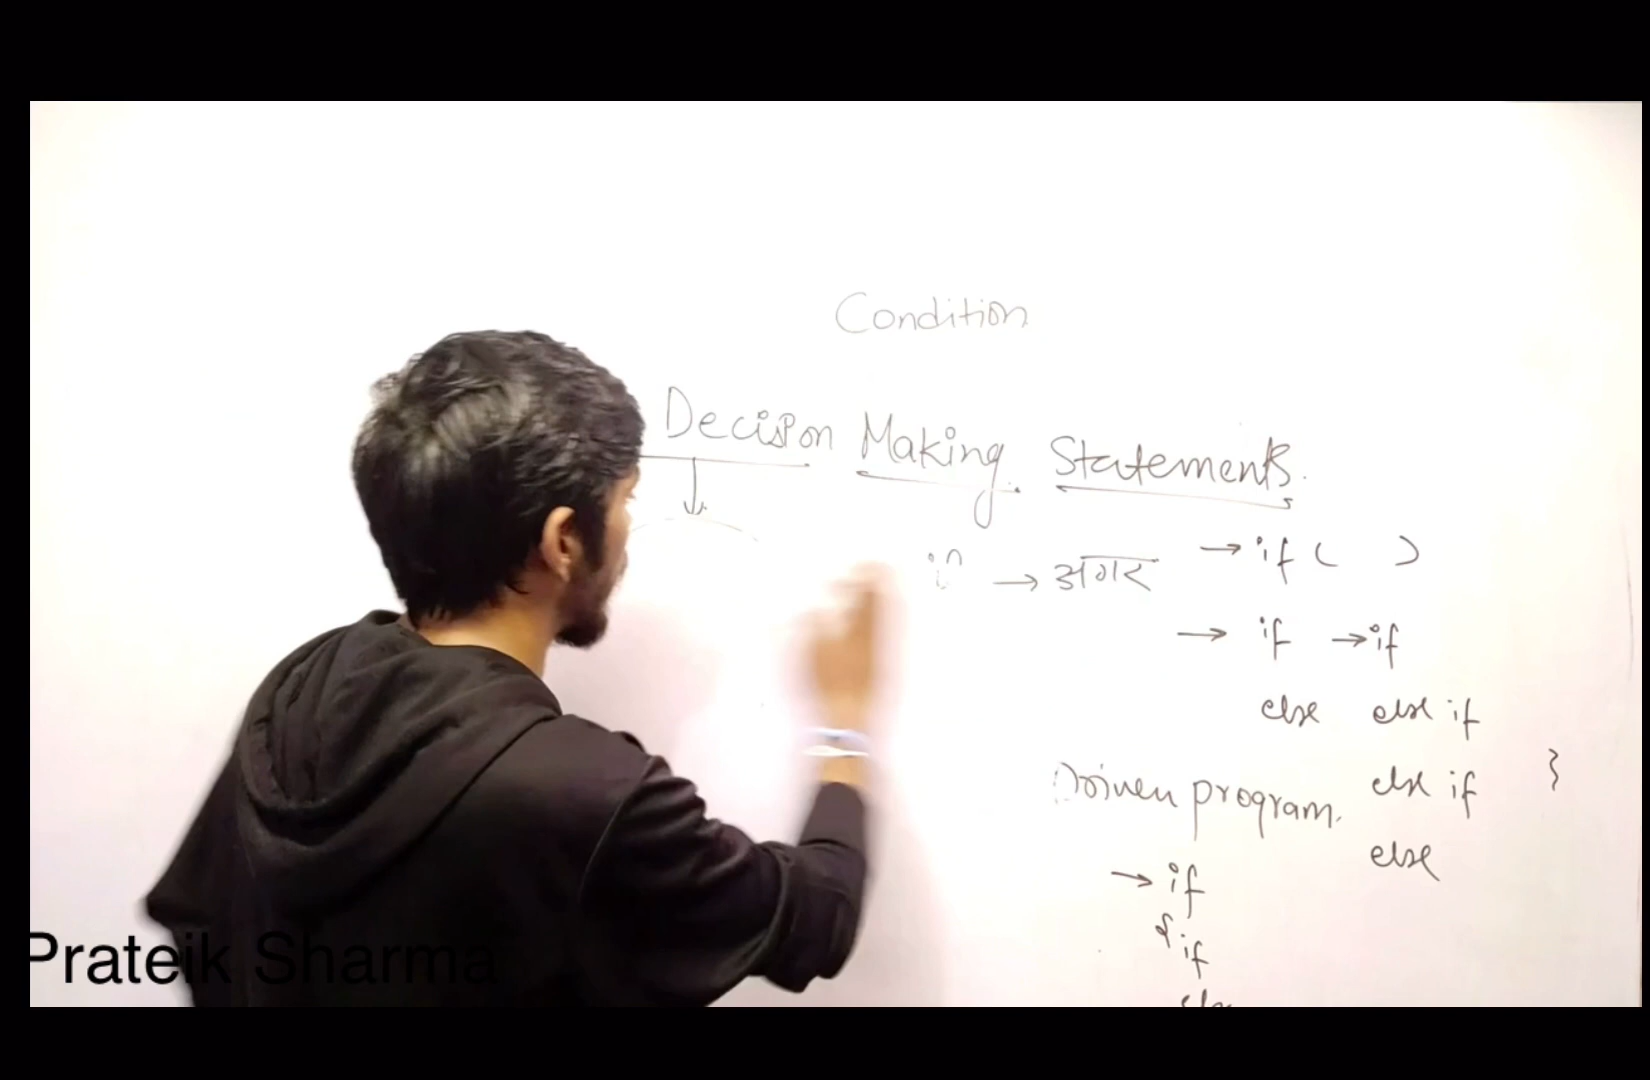 Condition
Decision Making Statements.
if → अगर
→ if ( )
→ if
else
→ if
else if
else if }
else
Driven program.
→ if
{ if
Prateik Sharma